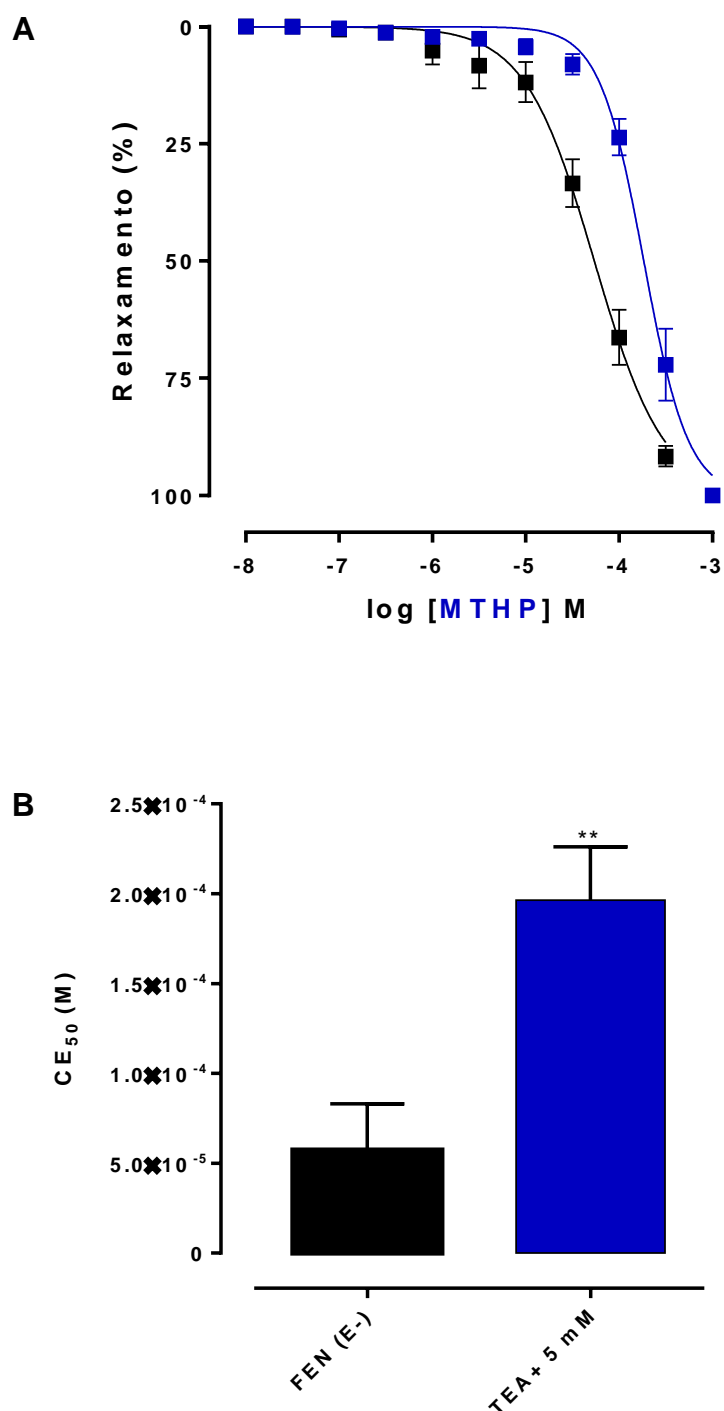 A
0
25
50
75
100
Relaxamento (%)
-8 -7 -6 -5 -4 -3
log [MTHP] M
B
2.5✖10 -4
2.0✖10 -4
1.5✖10 -4
1.0✖10 -4
5.0✖10 -5
0
CE50 (M)
**
FEN (E-)
TEA+ 5 mM